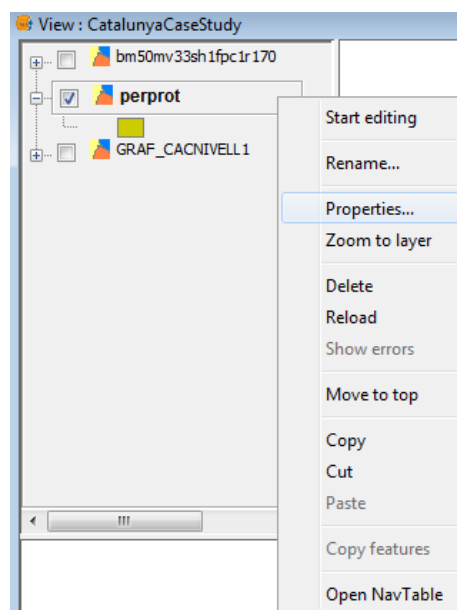 View : CatalunyaCaseStudy
bm50mv33sh1fpc1r170
perprot
GRAF_CACNIVELL1
Start editing
Rename...
Properties...
Zoom to layer
Delete
Reload
Show errors
Move to top
Copy
Cut
Paste
Copy features
Open NavTable